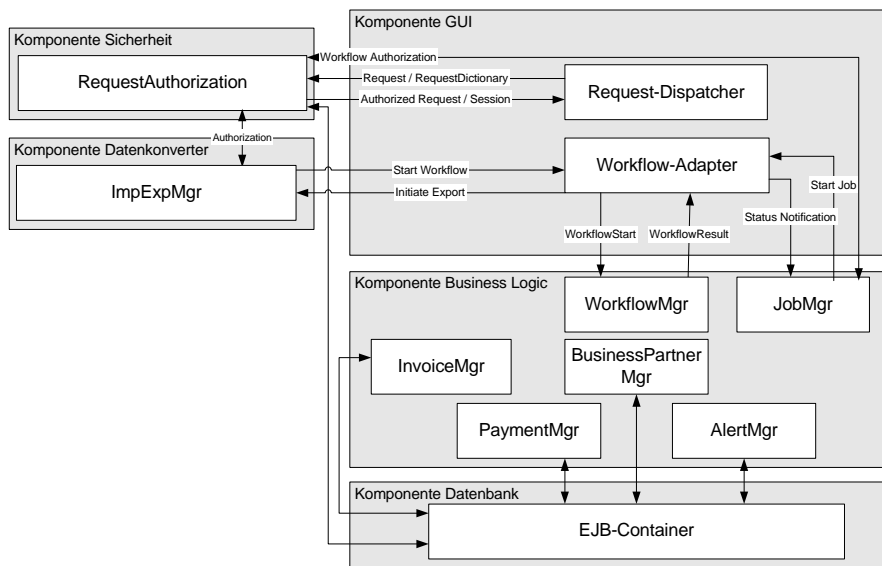 Komponente GUI
Komponente Sicherheit
Workflow Authorization
RequestAuthorization
Request / RequestDictionary
Request-Dispatcher
Authorized Request / Session
Authorization
Komponente Datenkonverter
Workflow-Adapter
Start Workflow
ImpExpMgr
Start Job
Initiate Export
Status Notification
WorkflowStart
WorkflowResult
Komponente Business Logic
WorkflowMgr
JobMgr
InvoiceMgr
BusinessPartner
Mgr
PaymentMgr
AlertMgr
Komponente Datenbank
EJB-Container